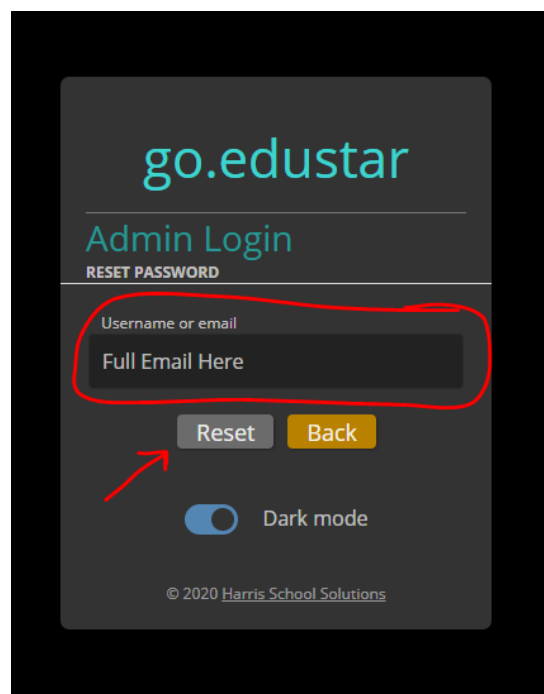 go.edustar
Admin Login
RESET PASSWORD
Username or email
Full Email Here
Reset Back
Dark mode
© 2020 Harris School Solutions